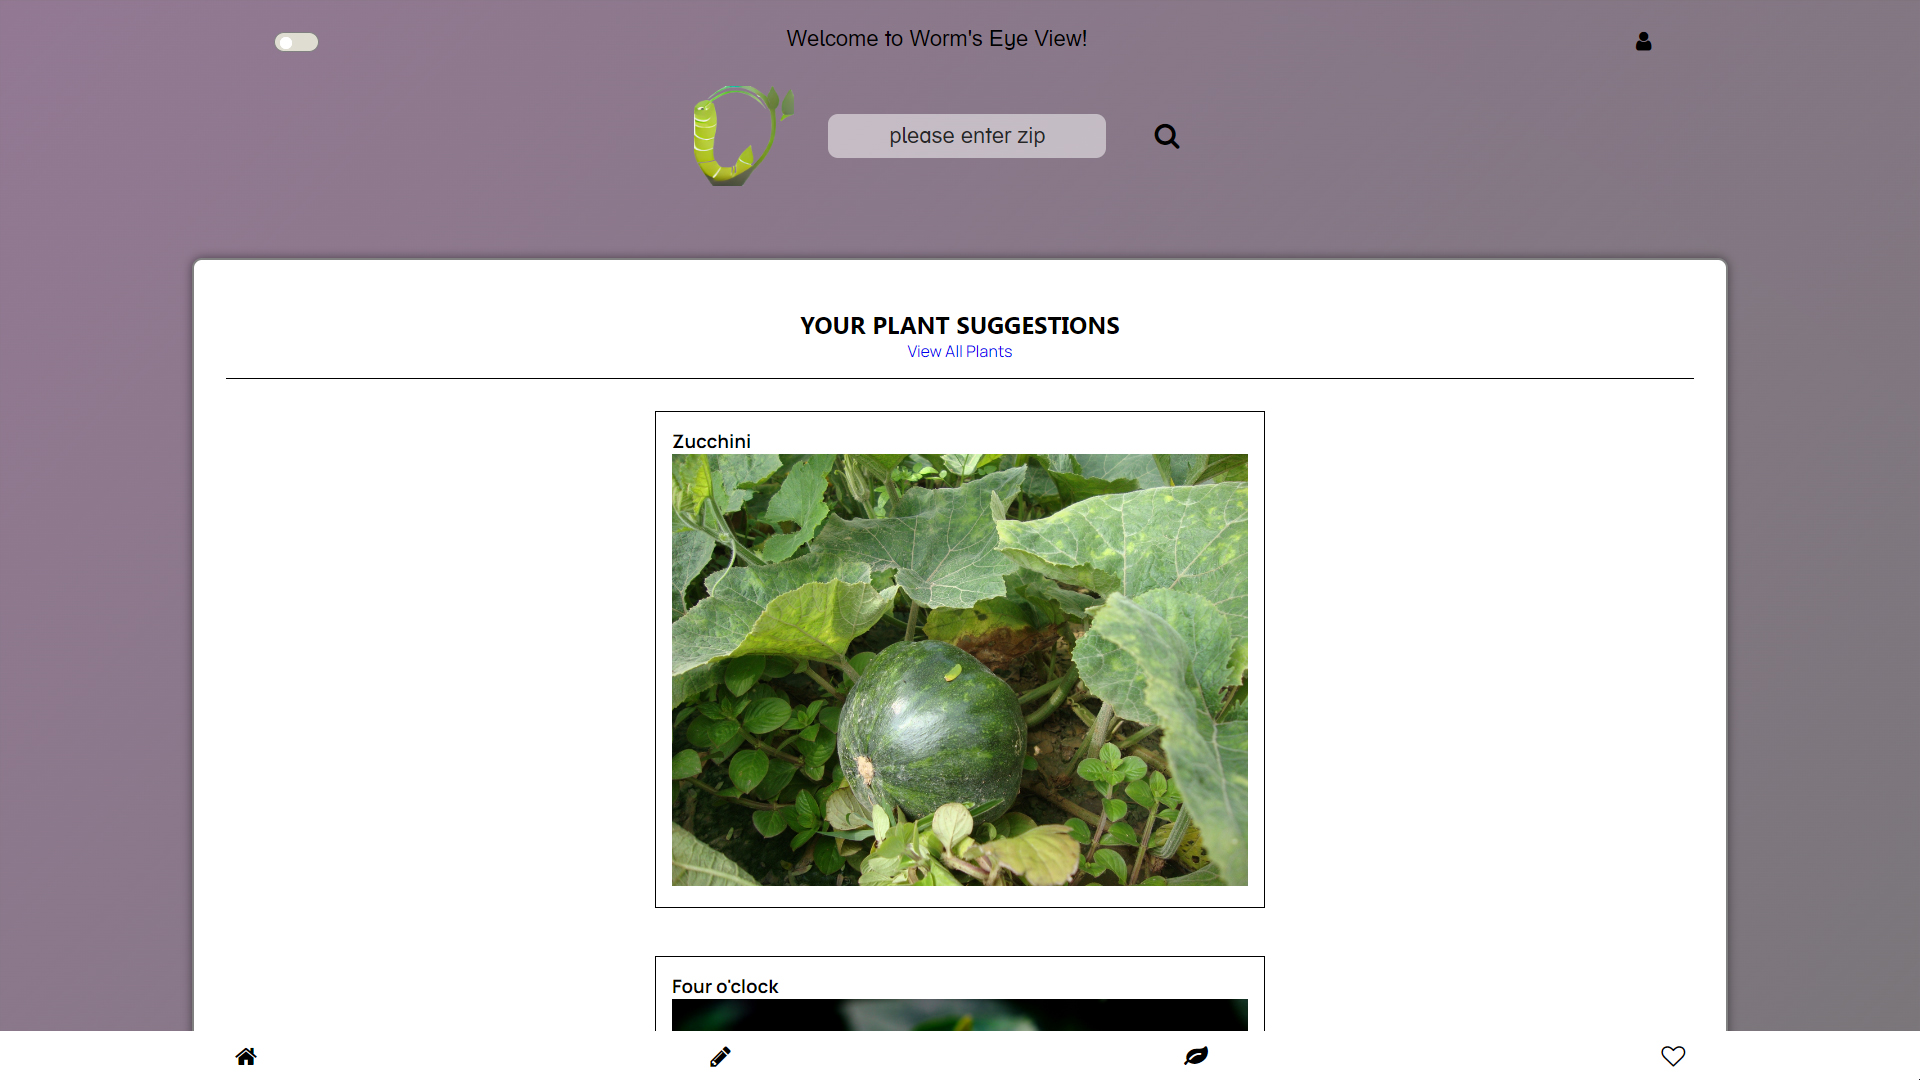 Welcome to Worm's Eye View!
please enter zip
YOUR PLANT SUGGESTIONS
View All Plants
Zucchini
Four o'clock